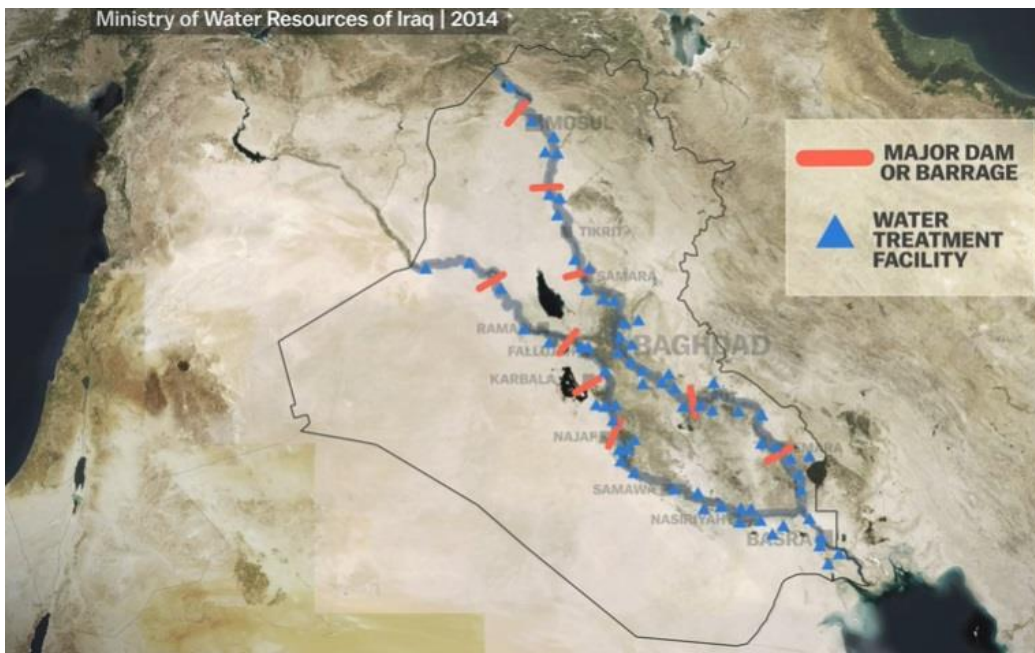 Ministry of Water Resources of Iraq | 2014
MOSUL
MAJOR DAM
OR BARRAGE
WATER
TREATMENT
FACILITY
TIKRIT
SAMARA
BAGHDAD
KARBALA
NAJAF
SAMAWA
NASIRIYAH
BASRA